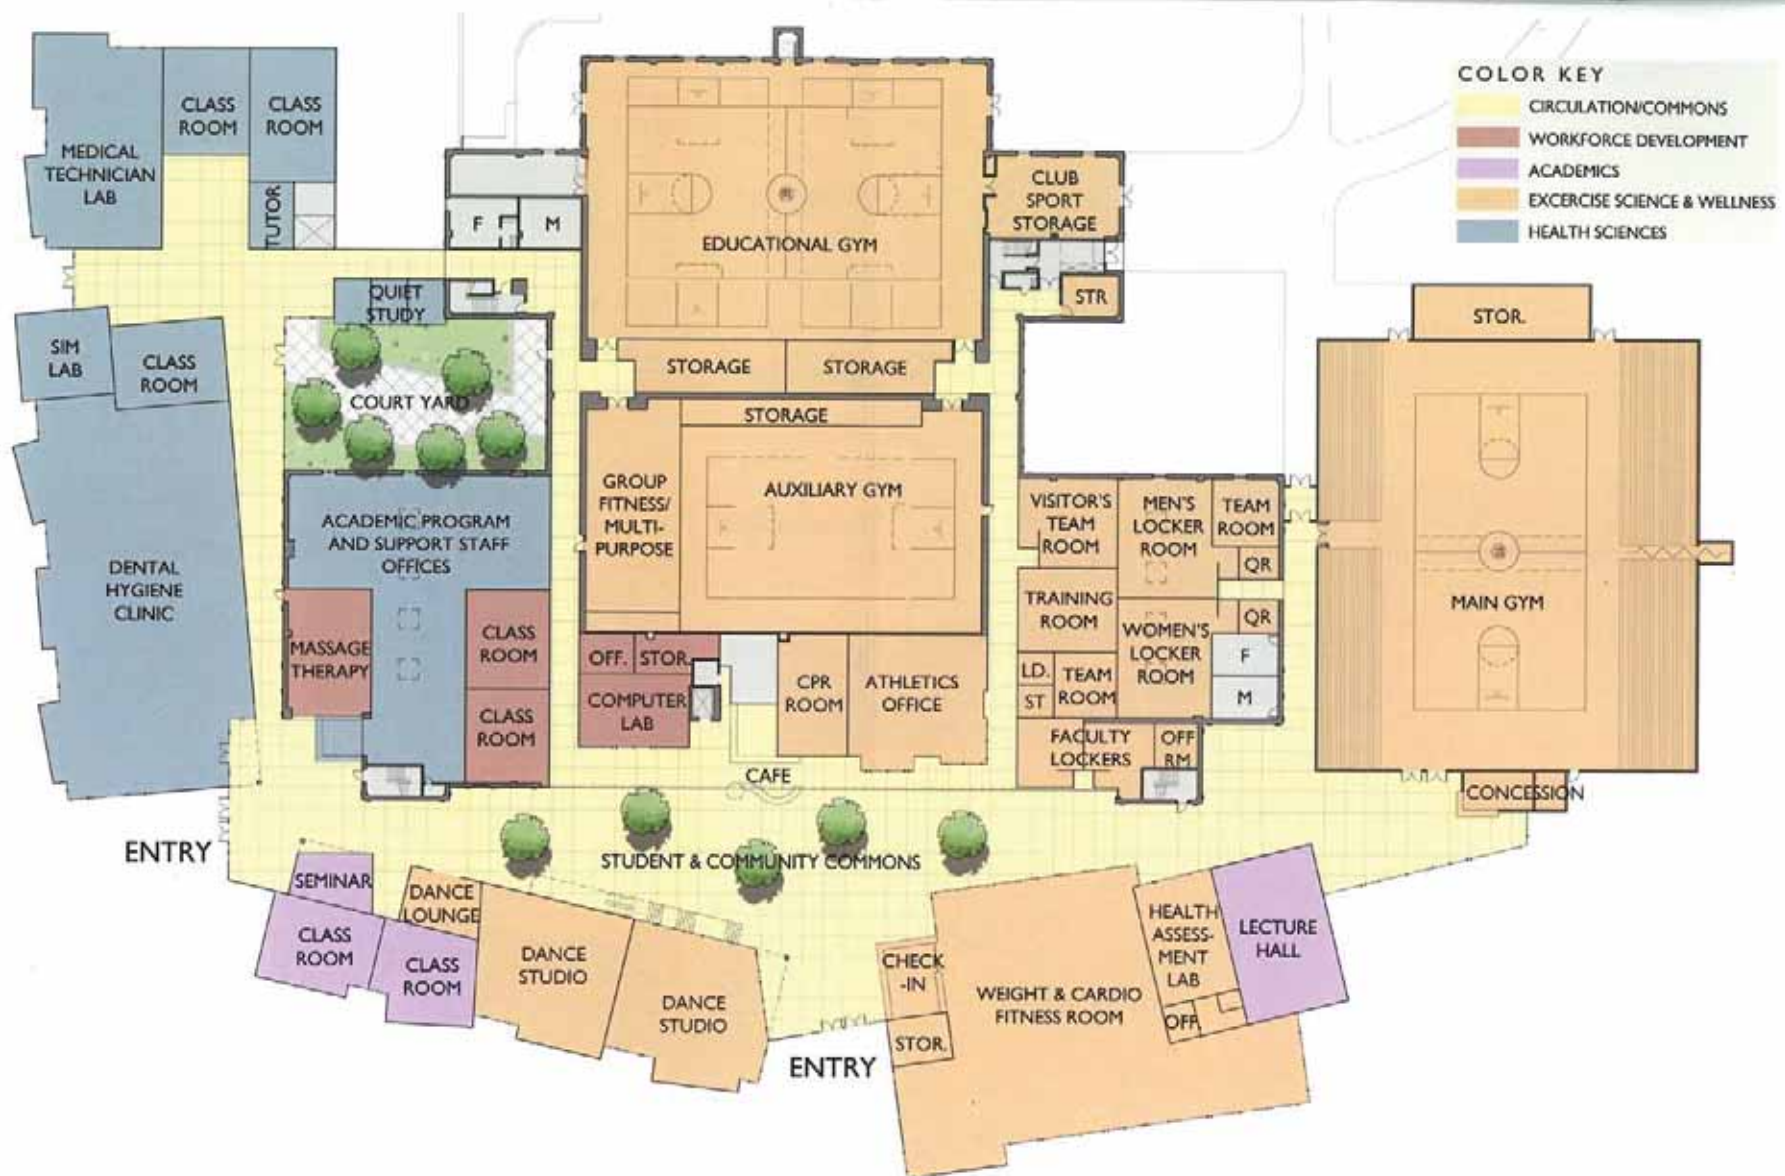 COLOR KEY
CIRCULATION/COMMONS
WORKFORCE DEVELOPMENT
ACADEMICS
EXCERCISE SCIENCE & WELLNESS
HEALTH SCIENCES
MEDICAL
TECHNICIAN
LAB
CLASS
ROOM
CLASS
ROOM
TUTOR
F
M
EDUCATIONAL GYM
CLUB
SPORT
STORAGE
STR
QUIET
STUDY
SIM
LAB
CLASS
ROOM
COURT YARD
STORAGE
STORAGE
STORAGE
STOR.
GROUP
FITNESS/
MULTI-
PURPOSE
AUXILIARY GYM
VISITOR'S
TEAM
ROOM
MEN'S
LOCKER
ROOM
TEAM
ROOM
QR
ACADEMIC PROGRAM
AND SUPPORT STAFF
OFFICES
DENTAL
HYGIENE
CLINIC
MAIN GYM
TRAINING
ROOM
WOMEN'S
LOCKER
ROOM
QR
F
M
MASSAGE
THERAPY
CLASS
ROOM
CLASS
ROOM
OFF.
STOR.
COMPUTER
LAB
CPR
ROOM
ATHLETICS
OFFICE
LD.
ST
TEAM
ROOM
FACULTY
LOCKERS
OFF
RM
CAFE
CONCESSION
ENTRY
STUDENT & COMMUNITY COMMONS
SEMINAR
DANCE
LOUNGE
CLASS
ROOM
CLASS
ROOM
DANCE
STUDIO
DANCE
STUDIO
CHECK
-IN
STOR.
WEIGHT & CARDIO
FITNESS ROOM
HEALTH
ASSESS-
MENT
LAB
OFF.
LECTURE
HALL
ENTRY